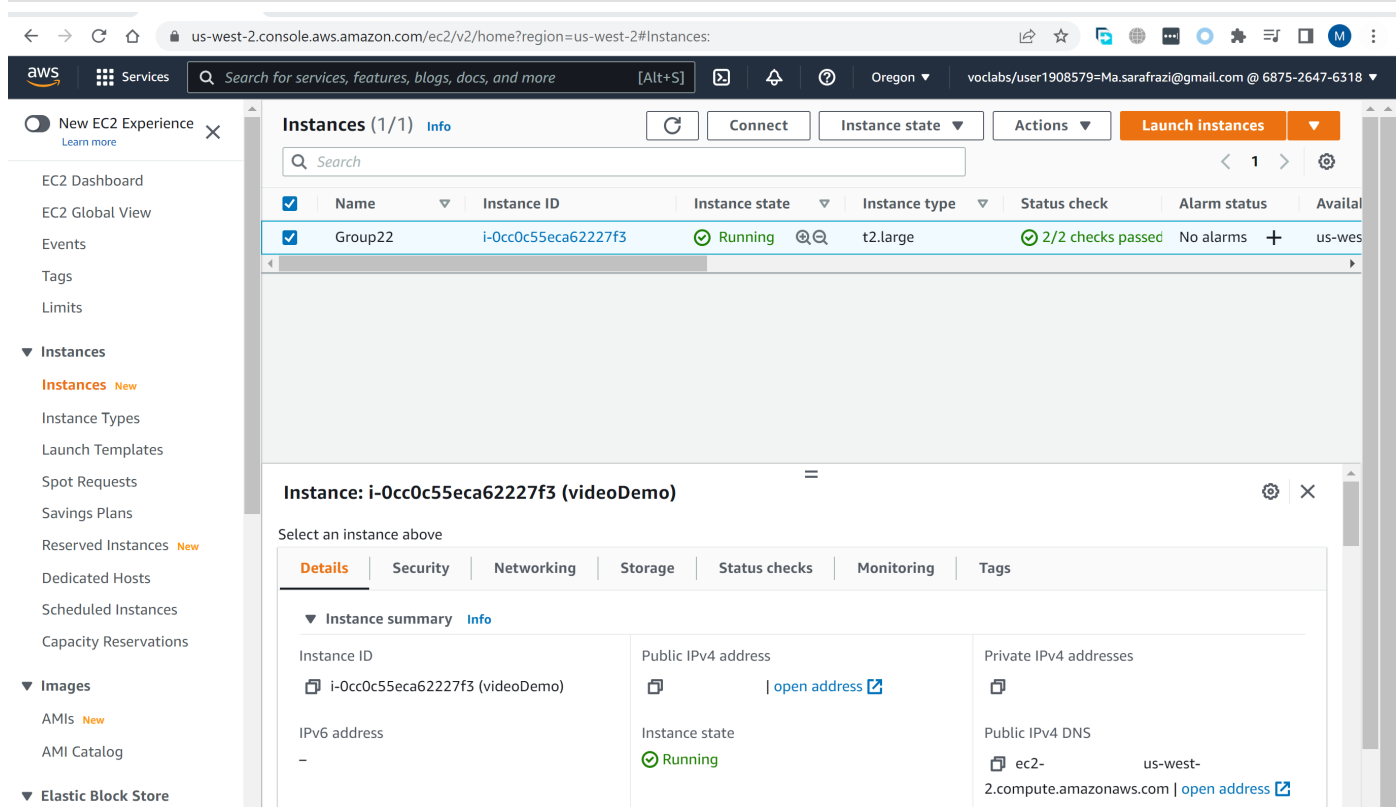 us-west-2.console.aws.amazon.com/ec2/v2/home?region=us-west-2#Instances:
M
aws
Services
Search for services, features, blogs, docs, and more [Alt+S]
Oregon
voclabs/user1908579=Ma.sarafrazi@gmail.com @ 6875-2647-6318
New EC2 Experience
Learn more
EC2 Dashboard
EC2 Global View
Events
Tags
Limits
Instances
Instances New
Instance Types
Launch Templates
Spot Requests
Savings Plans
Reserved Instances New
Dedicated Hosts
Scheduled Instances
Capacity Reservations
Images
AMIs New
AMI Catalog
Elastic Block Store
Instances (1/1) Info
Connect
Instance state
Actions
Launch instances
Search
1
Name Instance ID Instance state Instance type Status check Alarm status Availal
Group22 i-0cc0c55eca62227f3 Running t2.large 2/2 checks passed No alarms + us-wes
Instance: i-0cc0c55eca62227f3 (videoDemo)
Select an instance above
Details Security Networking Storage Status checks Monitoring Tags
Instance summary Info
Instance ID
i-0cc0c55eca62227f3 (videoDemo)
IPv6 address
–
Public IPv4 address
| open address
Instance state
Running
Private IPv4 addresses
Public IPv4 DNS
ec2- us-west-
2.compute.amazonaws.com | open address